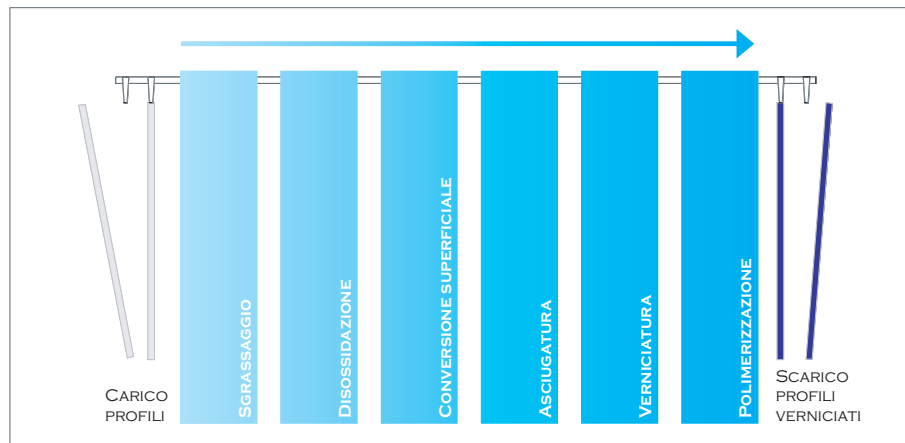 CARICO
PROFILI
SGRASSAGGIO
DISOSSIDAZIONE
CONVERSIONE SUPERFICIALE
ASCIUGATURA
VERNICIATURA
POLIMERIZZAZIONE
SCARICO
PROFILI
VERNICIATI